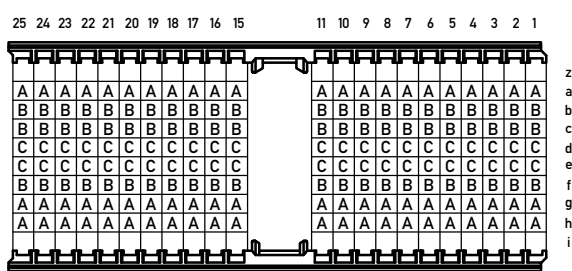 25 24 23 22 21 20 19 18 17 16 15 11 10 9 8 7 6 5 4 3 2 1
z
A A A A A A A A A A A A A A A A A A A A A A a
B B B B B B B B B B B B B B B B B B B B B B b
B B B B B B B B B B B B B B B B B B B B B B c
C C C C C C C C C C C C C C C C C C C C C C d
C C C C C C C C C C C C C C C C C C C C C C e
B B B B B B B B B B B B B B B B B B B B B B f
A A A A A A A A A A A A A A A A A A A A A A g
A A A A A A A A A A A A A A A A A A A A A A h
i